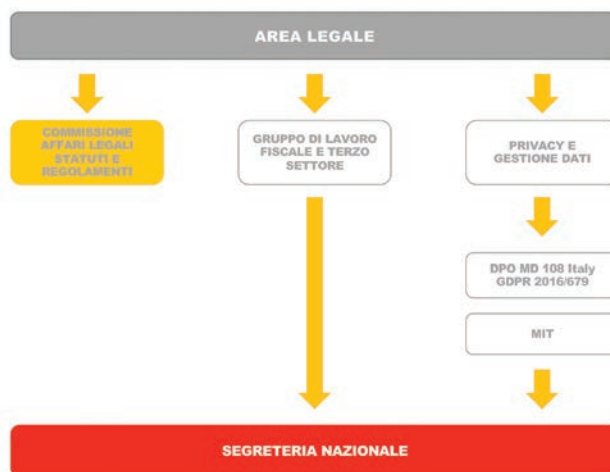 AREA LEGALE
COMMISSIONE
AFFARI LEGALI
STATUTI E
REGOLAMENTI
GRUPPO DI LAVORO
FISCALE E TERZO
SETTORE
PRIVACY E
GESTIONE DATI
DPO MD 108 Italy
GDPR 2016/679
MIT
SEGRETERIA NAZIONALE